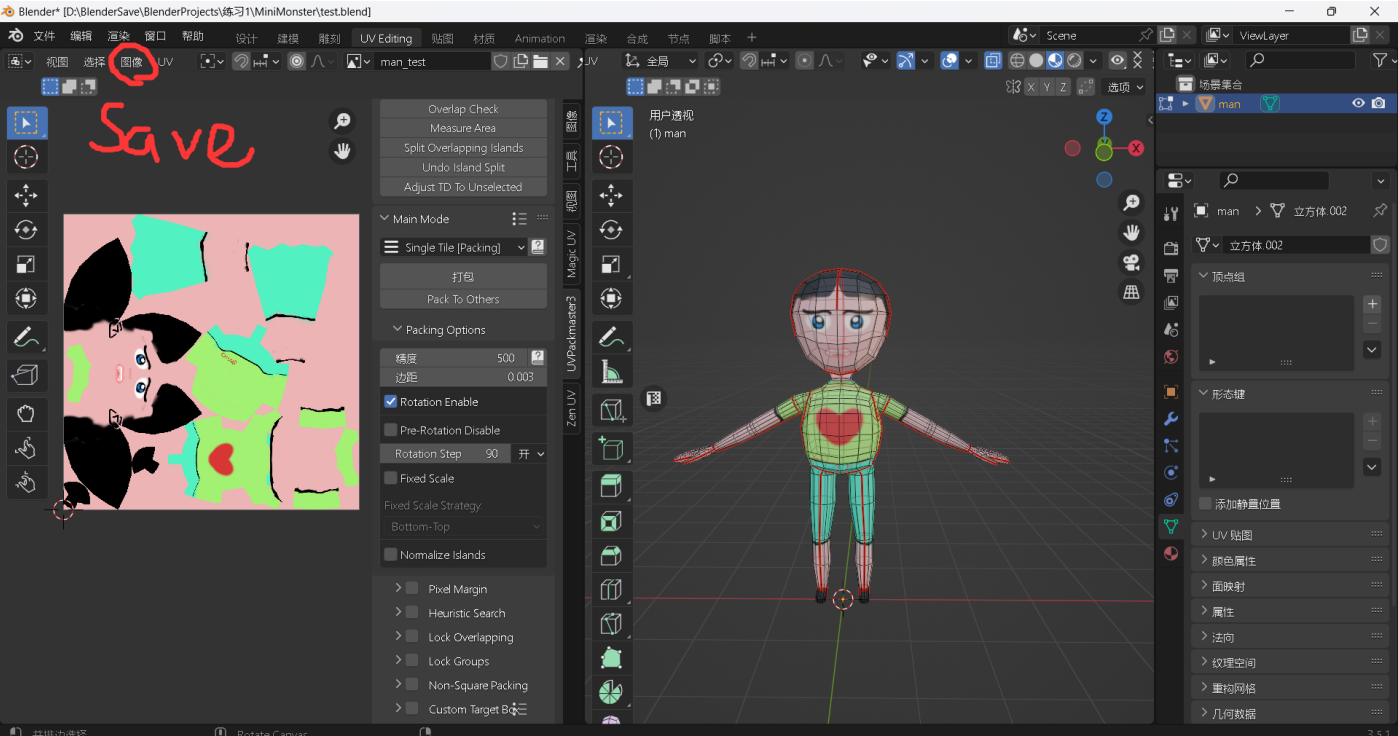 Blender* [D:\BlenderSave\BlenderProjects\练习1\MiniMonster\test.blend]
文件 编辑 渲染 窗口 帮助 设计 建模 雕刻 UV Editing 贴图 材质 Animation 渲染 合成 节点 脚本 + Scene ViewLayer
视图 选择 图像 UV man_test UV 全局
Save
X Y Z 选项
场景集合
man
用户透视
(1) man
Z
X
Overlap Check
Measure Area
Split Overlapping Islands
Undo Island Split
Adjust TD To Unselected
Main Mode
Single Tile [Packing]
打包
Pack To Others
Packing Options
精度 500
边距 0.003
Rotation Enable
Pre-Rotation Disable
Rotation Step 90 开
Fixed Scale
Fixed Scale Strategy:
Bottom-Top
Normalize Islands
Pixel Margin
Heuristic Search
Lock Overlapping
Lock Groups
Non-Square Packing
Custom Target Bo
图像
工具
视图
Magic UV
UVPackmaster3
Zen UV
man 立方体.002
立方体.002
顶点组
形态键
添加静置位置
UV 贴图
颜色属性
面映射
属性
法向
纹理空间
重构网格
几何数据
Rotate Canvas
3.5.1